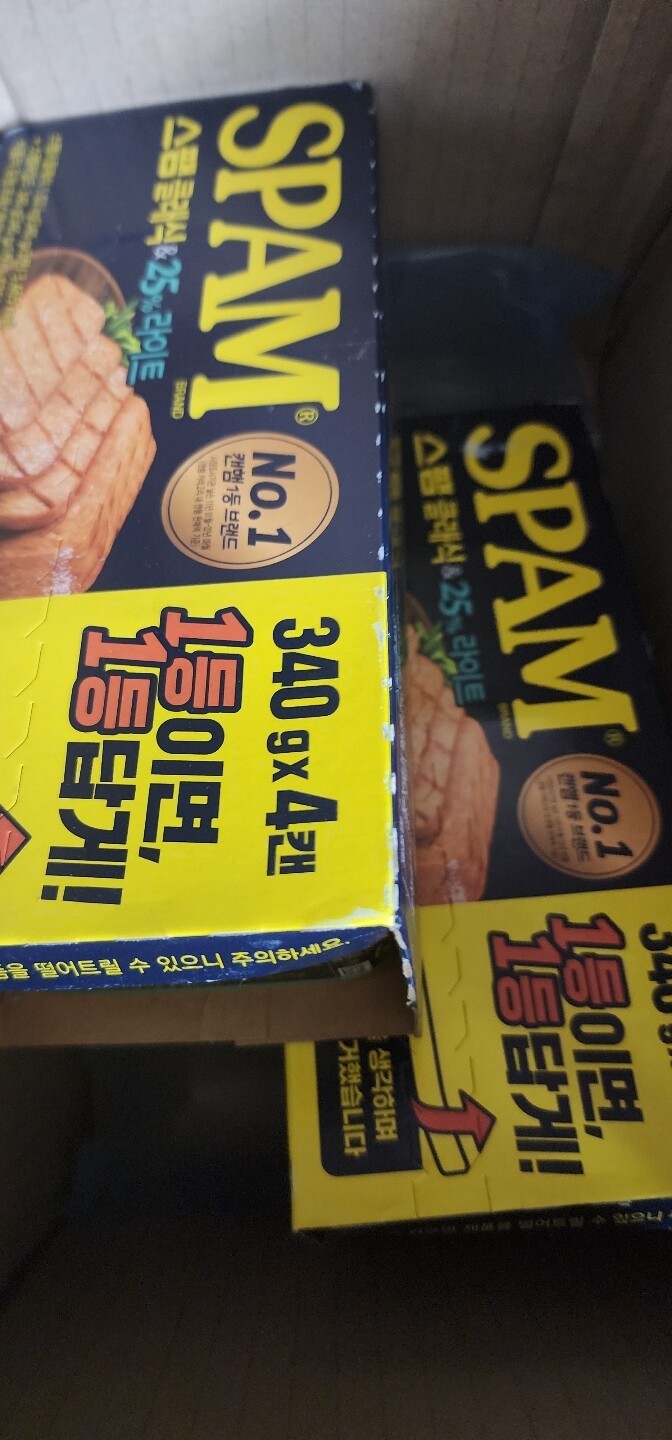 SPAM®
BRAND
스팸 클래식 & 25% 라이트
No.1
캔햄 1등 브랜드
340g x 4캔
1등이면,
1등답게!
을 떨어트릴 수 있으니 주의하세요.
SPAM®
BRAND
스팸 클래식 & 25% 라이트
No.1
캔햄 1등 브랜드
340g
1등이면,
1등답게!
생각하며
거했습니다